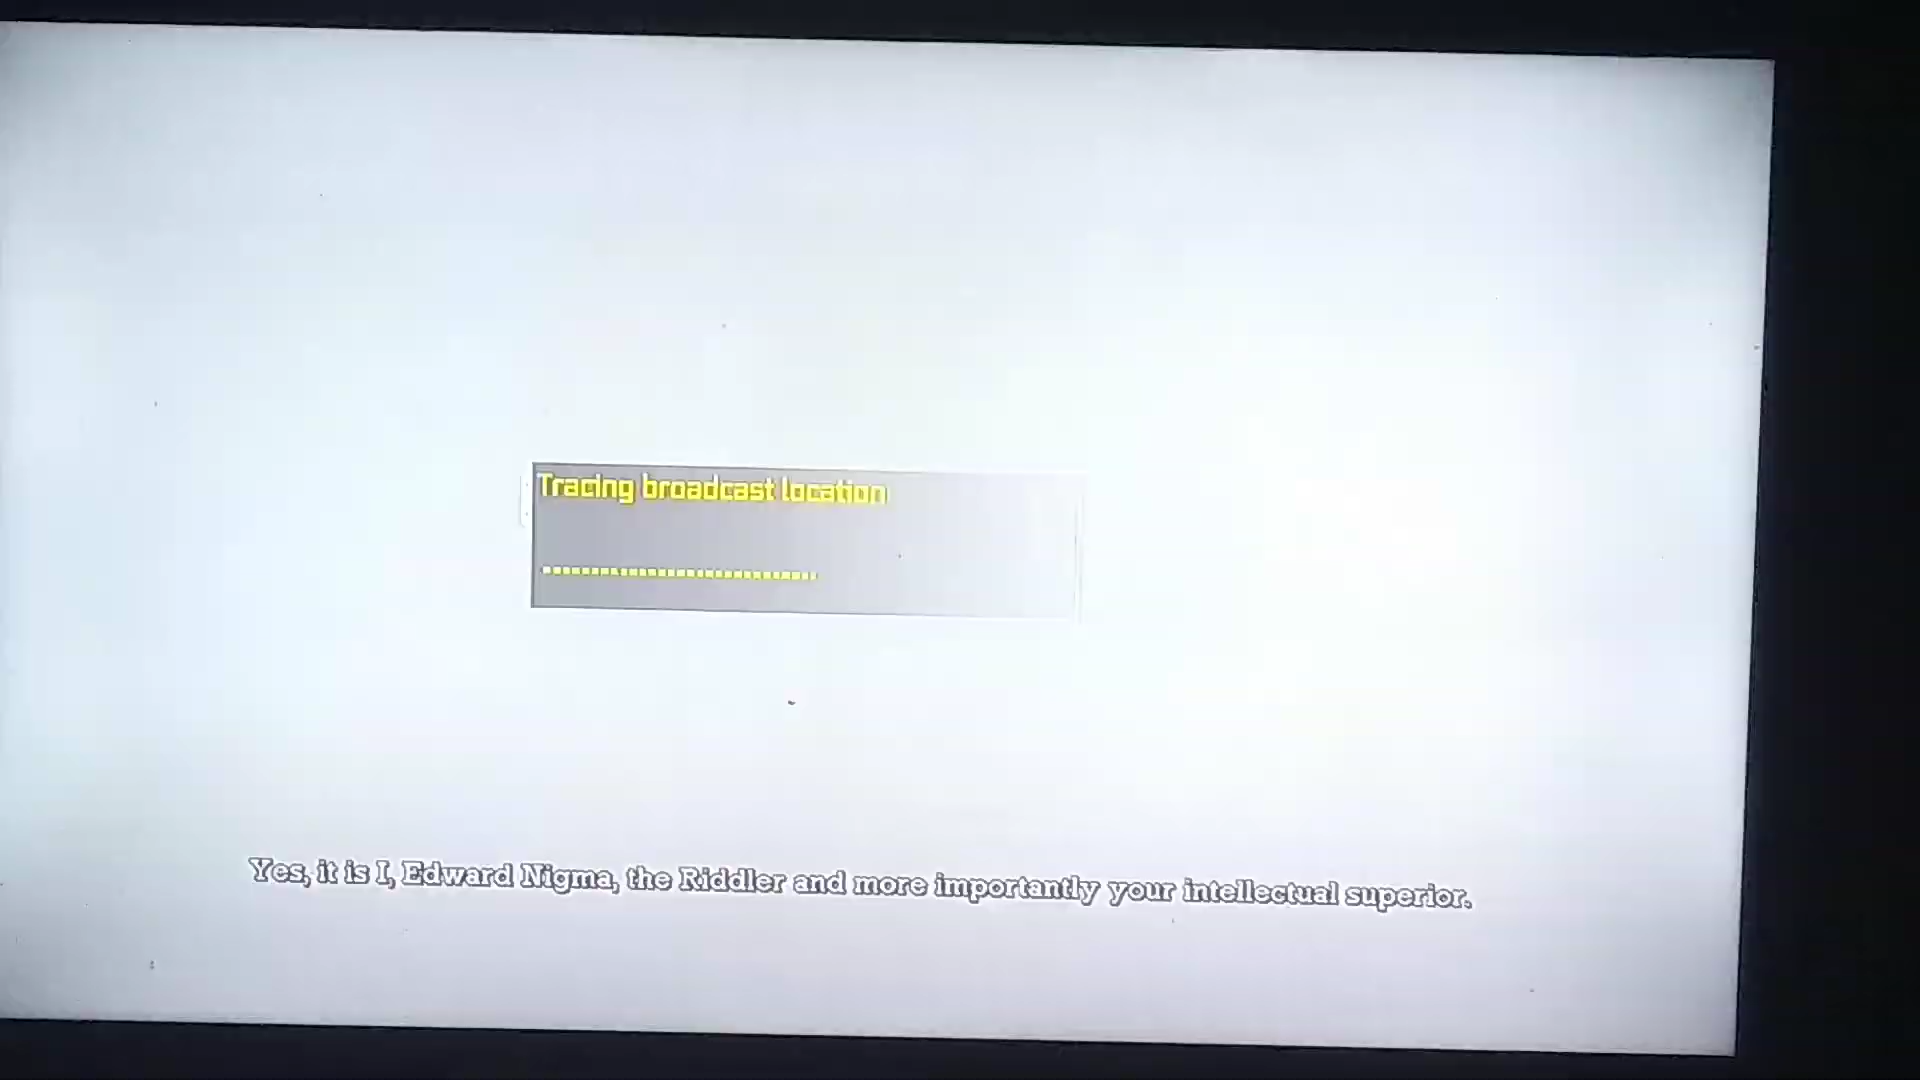 Tracing broadcast location
............................
Yes, it is I, Edward Nigma, the Riddler and more importantly your intellectual superior.